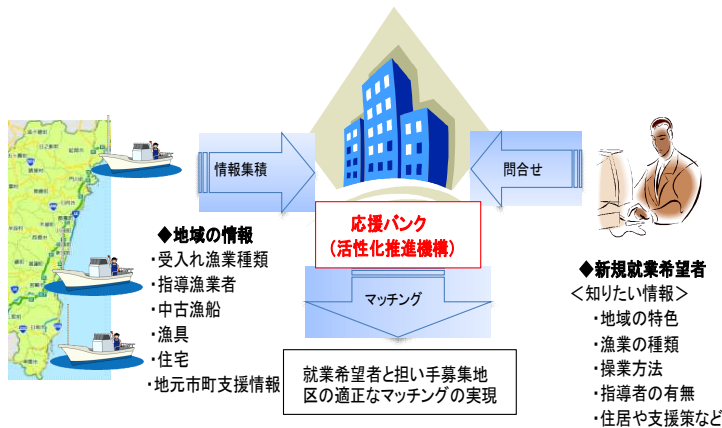 情報集積
問合せ
応援バンク
（活性化推進機構）
◆地域の情報
・受入れ漁業種類
・指導漁業者
・中古漁船
・漁具
・住宅
・地元市町支援情報
マッチング
就業希望者と担い手募集地
区の適正なマッチングの実現
◆新規就業希望者
＜知りたい情報＞
・地域の特色
・漁業の種類
・操業方法
・指導者の有無
・住居や支援策など